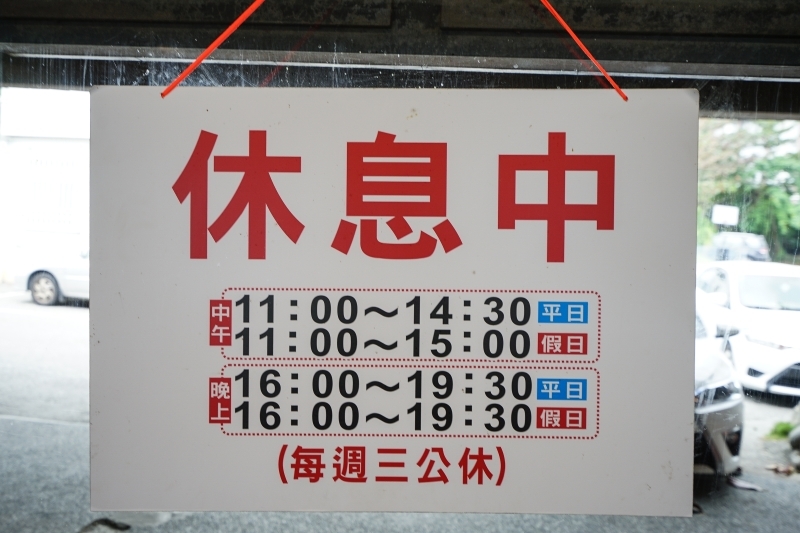 休息中
中午 11：00～14：30 平日
11：00～15：00 假日
晚上 16：00～19：30 平日
16：00～19：30 假日
(每週三公休)